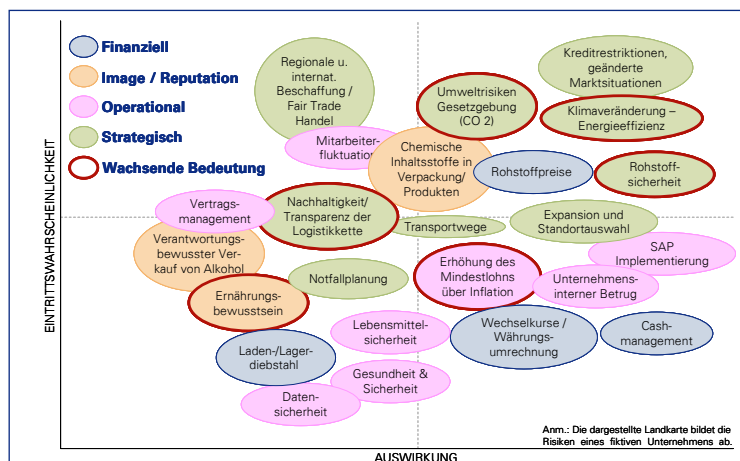 Finanziell
Image / Reputation
Operational
Strategisch
Wachsende Bedeutung
EINTRITTSWAHRSCHEINLICHKEIT
Regionale u.
internat.
Beschaffung /
Fair Trade
Handel
Mitarbeiter-
fluktuation
Chemische
Inhaltsstoffe in
Verpackung/
Produkten
Umweltrisiken
Gesetzgebung
(CO 2)
Kreditrestriktionen,
geänderte
Marktsituationen
Klimaveränderung –
Energieeffizienz
Rohstoffpreise
Rohstoff-
sicherheit
Vertrags-
management
Nachhaltigkeit/
Transparenz der
Logistikkette
Transportwege
Expansion und
Standortauswahl
Verantwortungs-
bewusster Ver-
kauf von Alkohol
SAP
Implementierung
Notfallplanung
Erhöhung des
Mindestlohns
über Inflation
Unternehmens-
interner Betrug
Ernährungs-
bewusstsein
Lebensmittel-
sicherheit
Wechselkurse /
Währungs-
umrechnung
Cash-
management
Laden-/Lager-
diebstahl
Gesundheit &
Sicherheit
Daten-
sicherheit
Anm.: Die dargestellte Landkarte bildet die
Risiken eines fiktiven Unternehmens ab.
AUSWIRKUNG